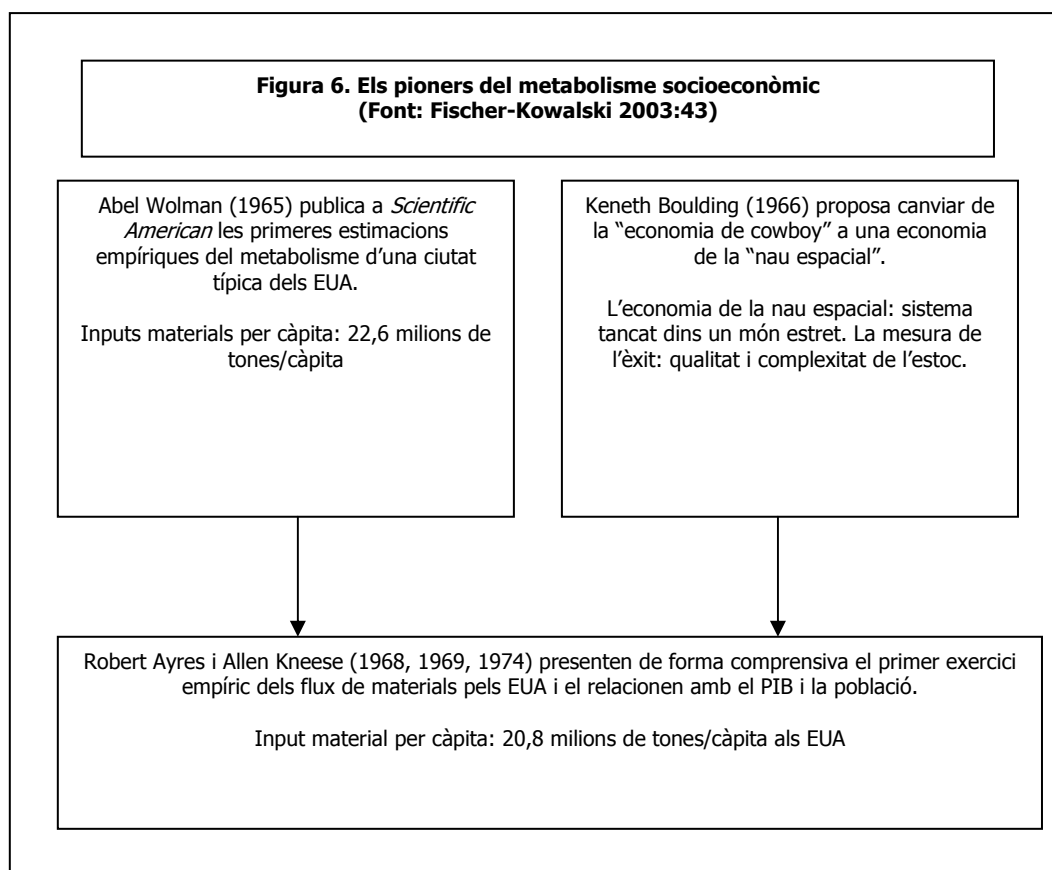 Figura 6. Els pioners del metabolisme socioeconòmic
(Font: Fischer-Kowalski 2003:43)
Abel Wolman (1965) publica a Scientific
American les primeres estimacions
empíriques del metabolisme d’una ciutat
típica dels EUA.
Inputs materials per càpita: 22,6 milions de
tones/càpita
Keneth Boulding (1966) proposa canviar de
la “economia de cowboy” a una economia
de la “nau espacial”.
L’economia de la nau espacial: sistema
tancat dins un món estret. La mesura de
l’èxit: qualitat i complexitat de l’estoc.
Robert Ayres i Allen Kneese (1968, 1969, 1974) presenten de forma comprensiva el primer exercici
empíric dels flux de materials pels EUA i el relacionen amb el PIB i la població.
Input material per càpita: 20,8 milions de tones/càpita als EUA